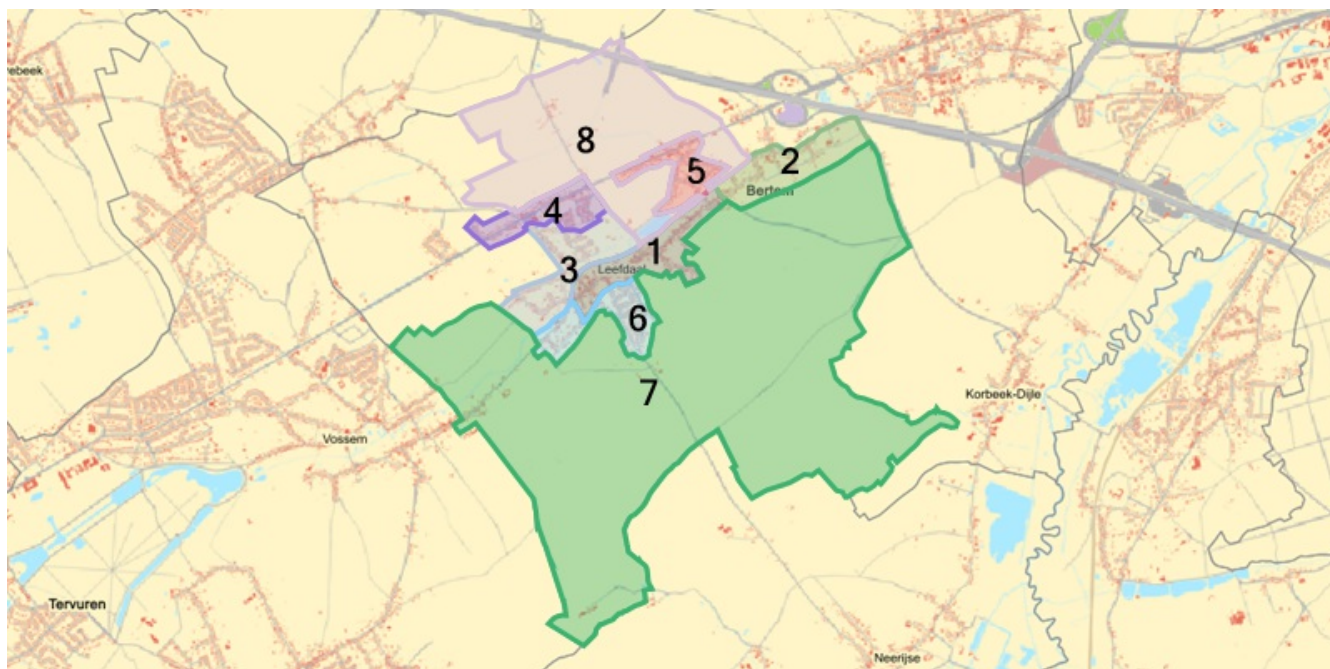 8
2
5
Bertem
4
1
3
Leefdaal
6
7
Korbeek-Dijle
Vossem
Tervuren
Neerijse